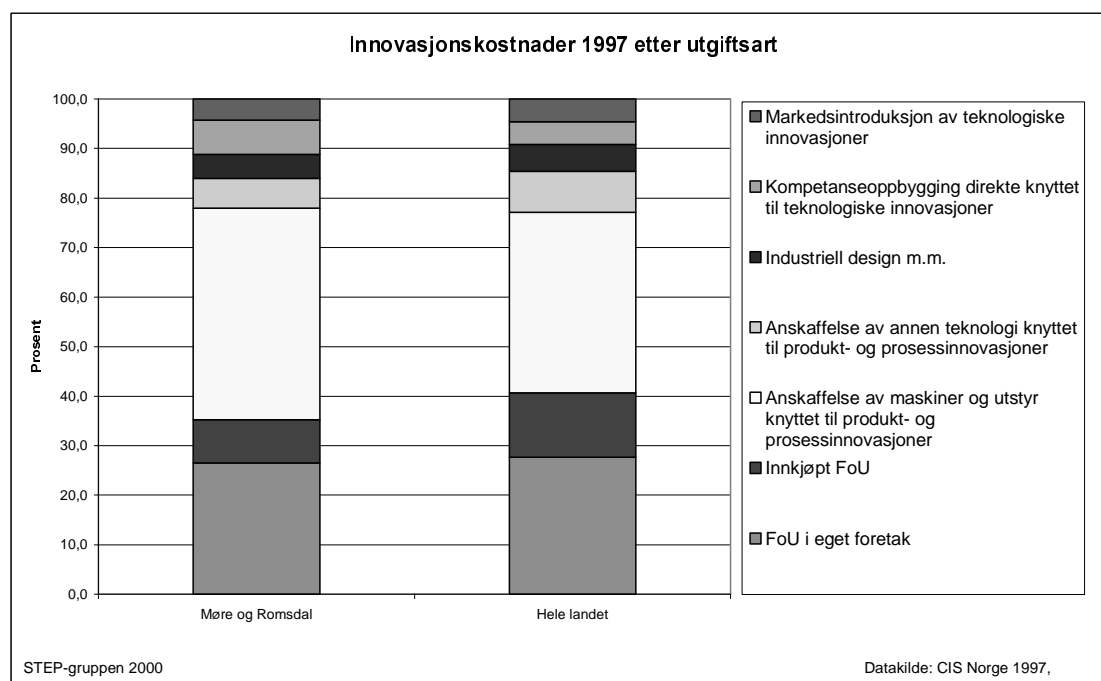 Innovasjonskostnader 1997 etter utgiftsart
100,0
90,0
80,0
70,0
60,0
50,0
40,0
30,0
20,0
10,0
0,0
Prosent
Møre og Romsdal
Hele landet
Markedsintroduksjon av teknologiske
innovasjoner
Kompetanseoppbygging direkte knyttet
til teknologiske innovasjoner
Industriell design m.m.
Anskaffelse av annen teknologi knyttet
til produkt- og prosessinnovasjoner
Anskaffelse av maskiner og utstyr
knyttet til produkt- og
prosessinnovasjoner
Innkjøpt FoU
FoU i eget foretak
STEP-gruppen 2000
Datakilde: CIS Norge 1997,